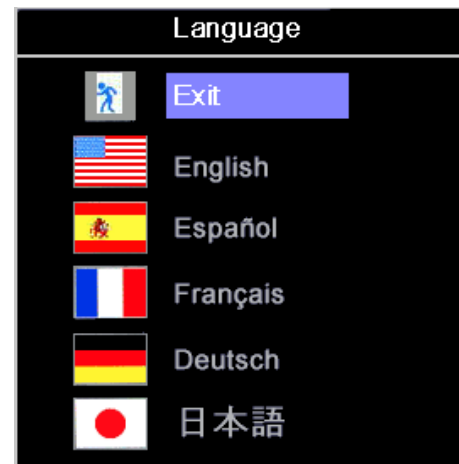 Language
Exit
English
Español
Français
Deutsch
日本語